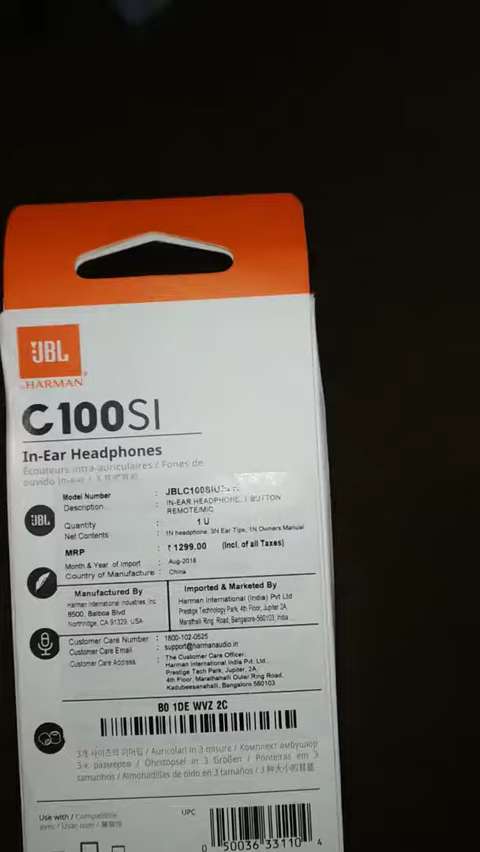 JBL
by HARMAN
C100SI
In-Ear Headphones
Écouteurs intra-auriculaires / Fones de
ouvido in-ear /
Model Number :
Description : IN-EAR HEADPHONE, 1 BUTTON
REMOTE/MIC
Quantity : 1 U
Net Contents : 1N headphone, 3N Ear Tips, 1N Owners Manual
MRP : ₹ 1299.00 (Incl. of all Taxes)
Month & Year of Import : Aug-2018
Country of Manufacture : China
JBL
Manufactured By
Harman International Industries, Inc
8500, Balboa Blvd
Northridge, CA 91329, USA
Imported & Marketed By
Harman International (India) Pvt Ltd
Prestige Technology Park, 4th Floor, Jupiter 2A
Marathalli Ring, Road, Bangalore-560103, India
Customer Care Number : 1800-102-0525
Customer Care Email : support@harmanaudio.in
Customer Care Address : The Customer Care Officer,
Harman International India Pvt. Ltd.,
Prestige Tech Park, Jupiter, 2A,
4th Floor, Marathahalli Outer Ring Road,
Kadubeesanahalli, Bangalore 560103
B0 1DE WVZ 2C
3개 사이즈의 이어팁 / Auricolari in 3 misure / Комплект амбушюр
3-х размеров / Ohrstöpsel in 3 Größen / Ponteiras em 3
tamanhos / Almohadillas de oído en 3 tamaños / 3 种大小的耳塞
Use with / Compatible
avec / Usar com /
UPC
0 50036 33110 4